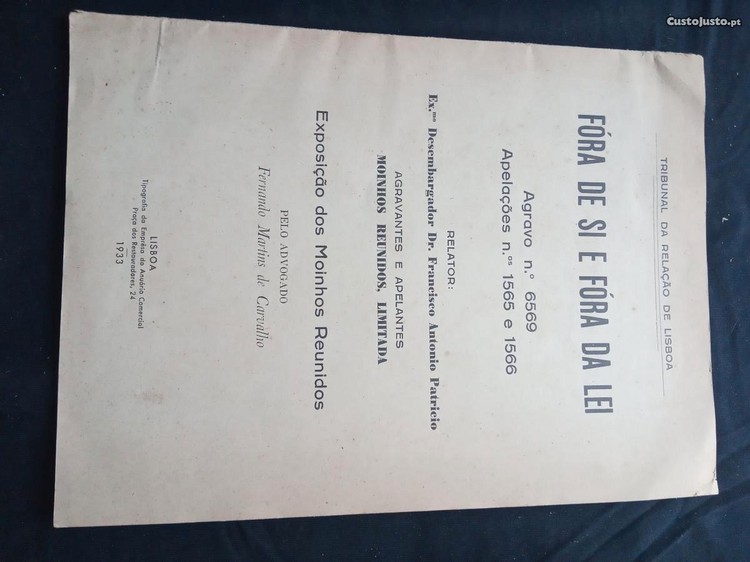 CustoJusto.pt
TRIBUNAL DA RELAÇÃO DE LISBOA
FÓRA DE SI E FÓRA DA LEI
Agravo n.º 6569
Apelações n.ºs 1565 e 1566
RELATOR:
Ex.mo Desembargador Dr. Francisco Antonio Patricio
AGRAVANTES E APELANTES
MOINHOS REUNIDOS, LIMITADA
Exposição dos Moinhos Reunidos
PELO ADVOGADO
Fernando Martins de Carvalho
LISBOA
Tipografia da Emprêsa do Anuário Comercial
Praça dos Restauradores, 24
1933